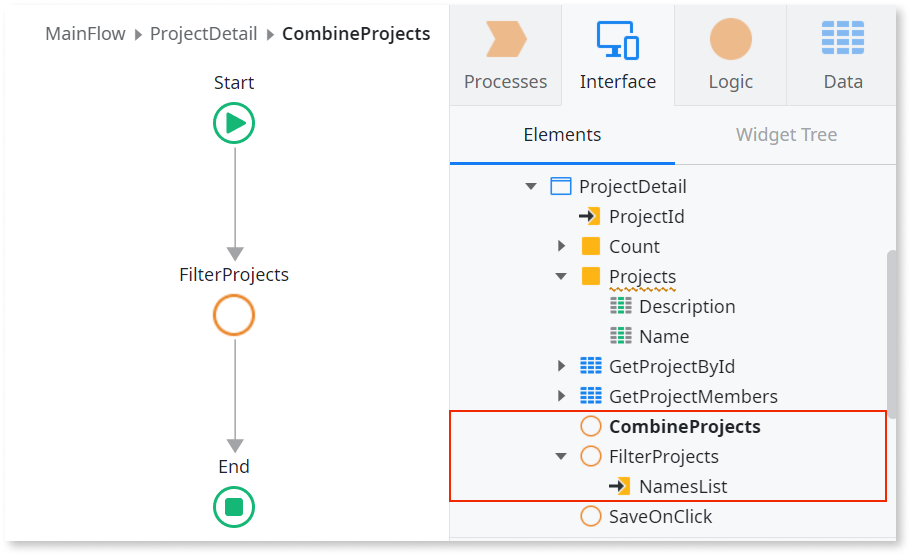 MainFlow ProjectDetail CombineProjects
Start
FilterProjects
End
Processes Interface Logic Data
Elements Widget Tree
ProjectDetail
ProjectId
Count
Projects
Description
Name
GetProjectById
GetProjectMembers
CombineProjects
FilterProjects
NamesList
SaveOnClick